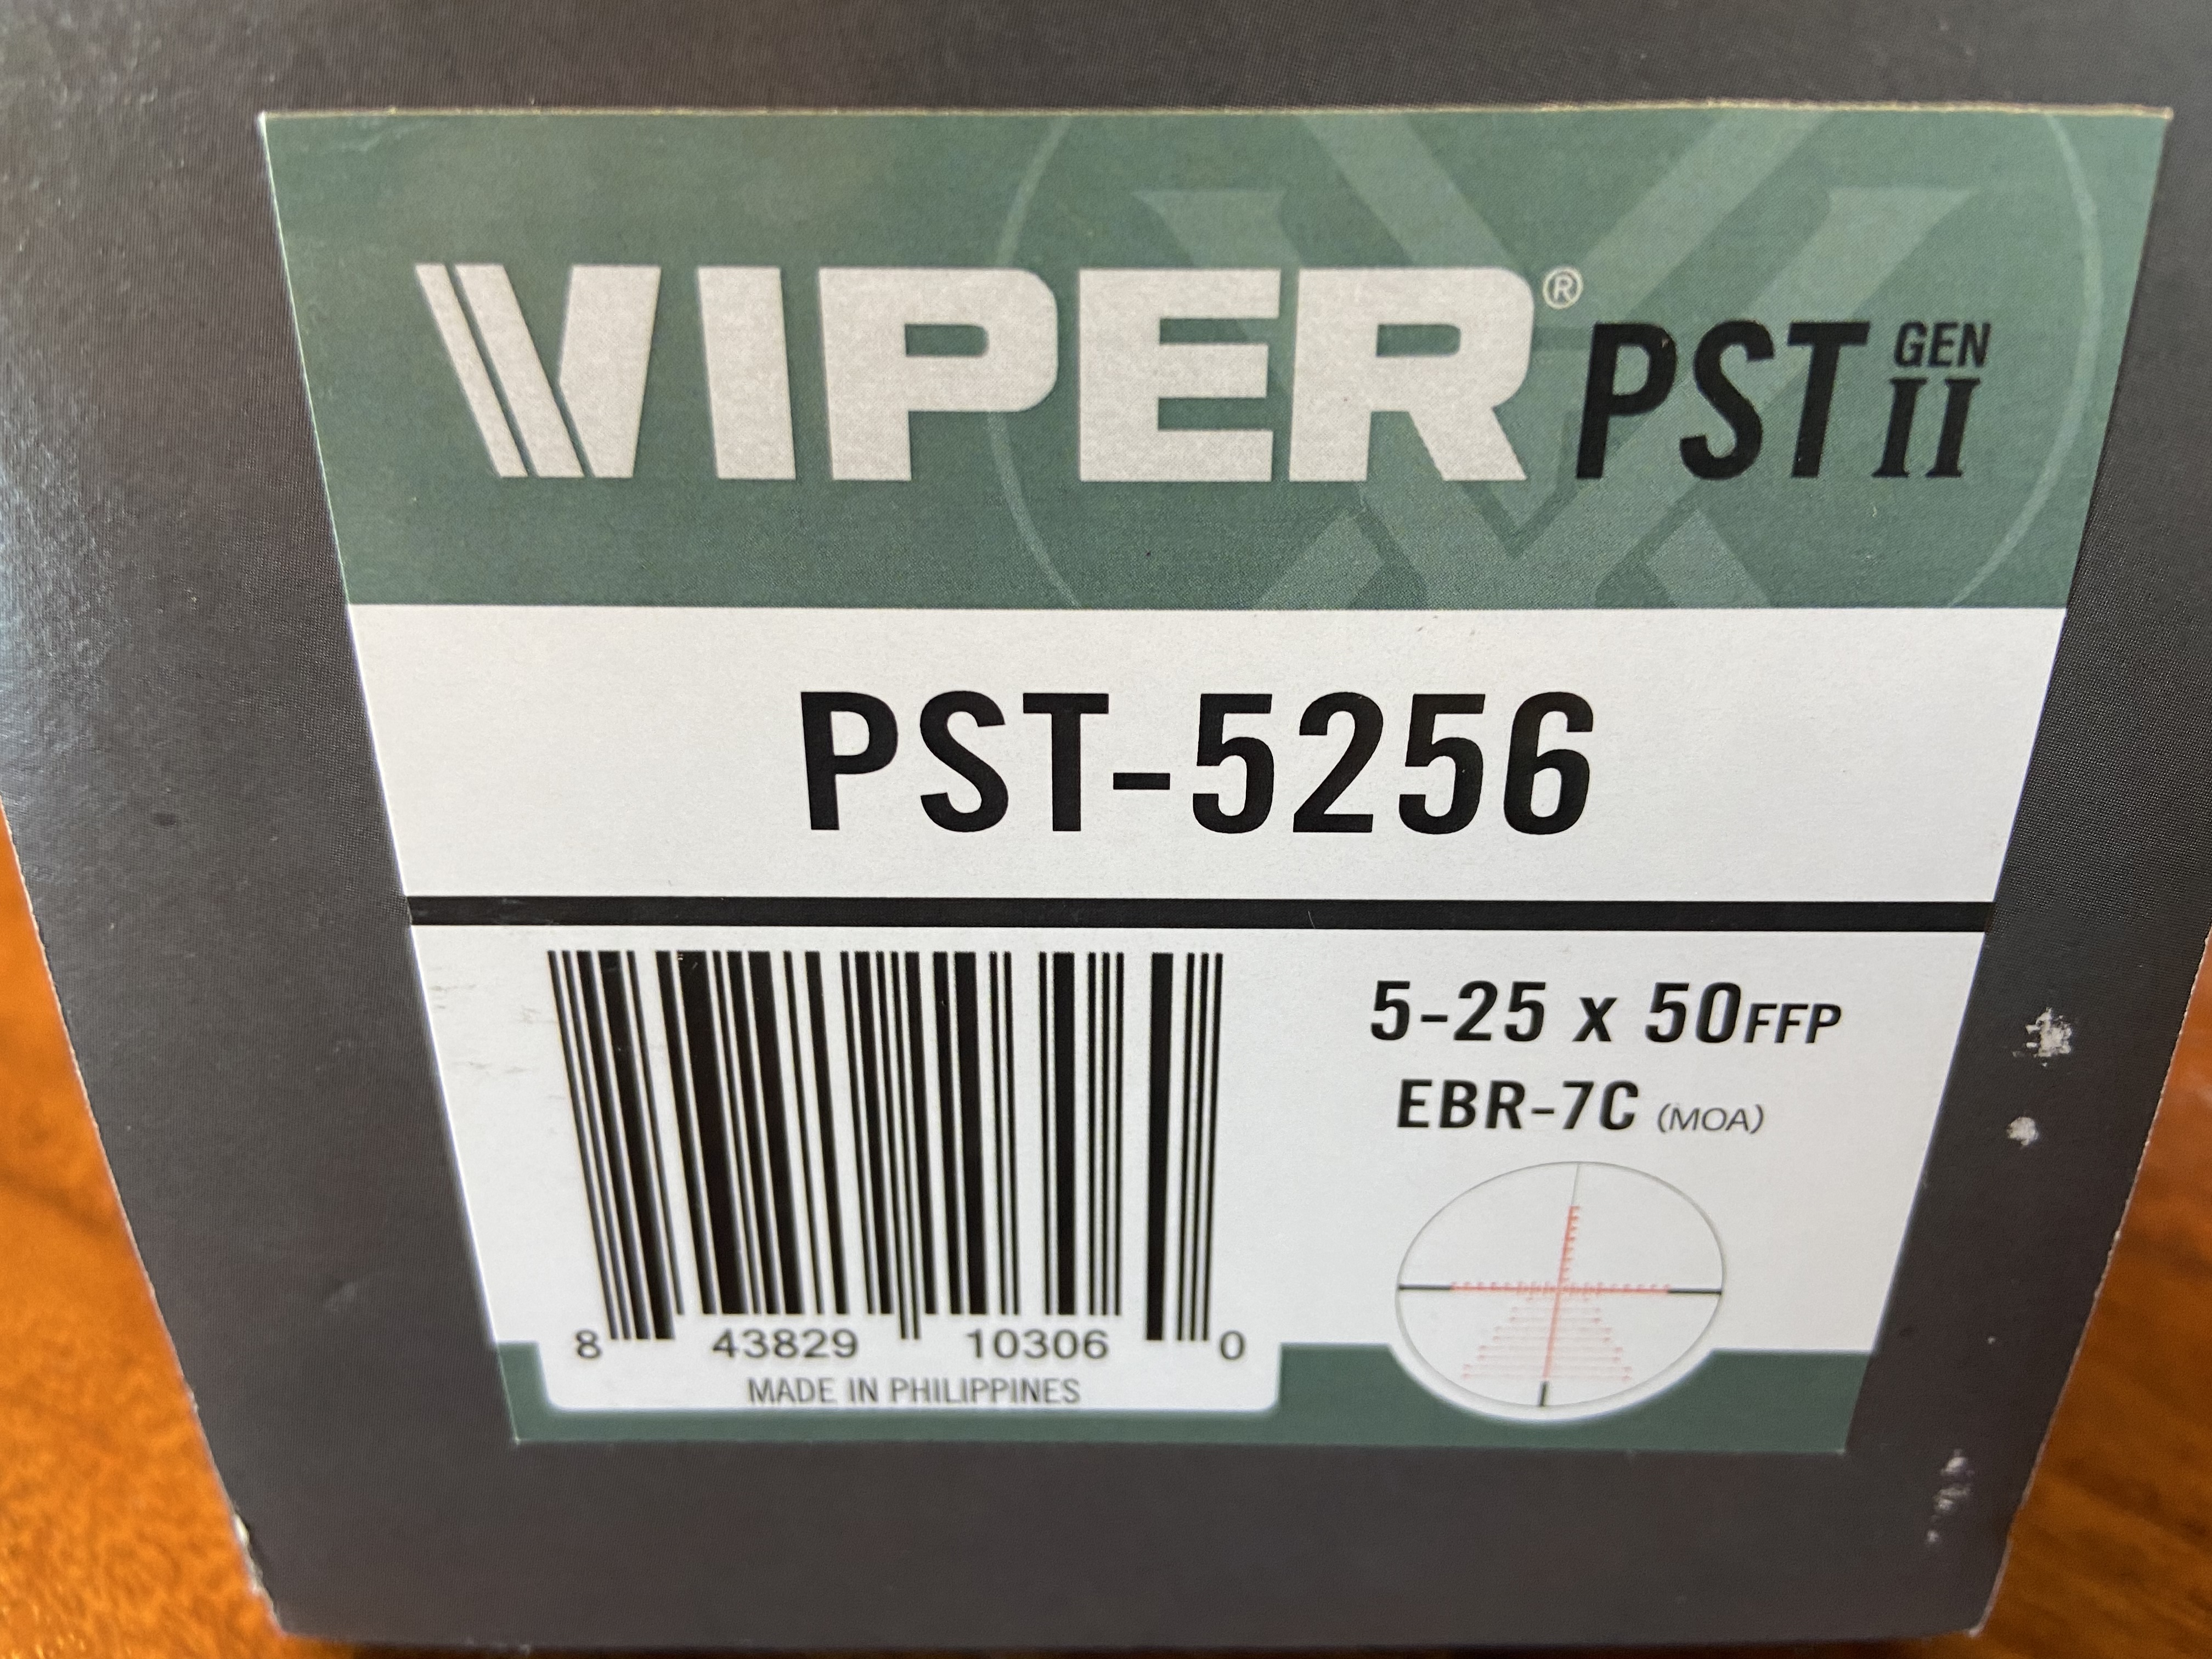 VIPER® PST GEN II
PST-5256
5-25 x 50FFP
EBR-7C (MOA)
8 43829 10306 0
MADE IN PHILIPPINES